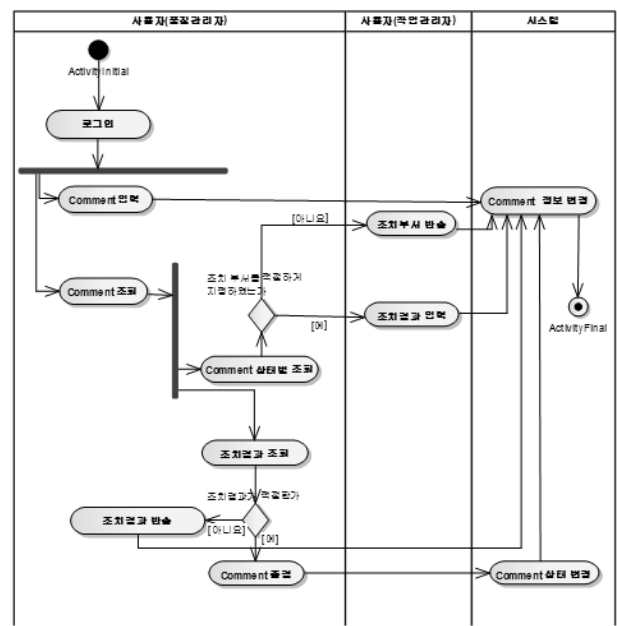 사용자(품질관리자)
사용자(작업관리자)
시스템
ActivityInitial
로그인
Comment 입력
Comment 정보 변경
[아니요]
조치부서 반송
조치 부서를 적절하게
지정하였는가
Comment 조회
조치결과 입력
[예]
ActivityFinal
Comment 상태별 조회
조치결과 조회
조치결과가 적절한가
조치결과 반송
[아니요]
[예]
Comment 종결
Comment 상태 변경